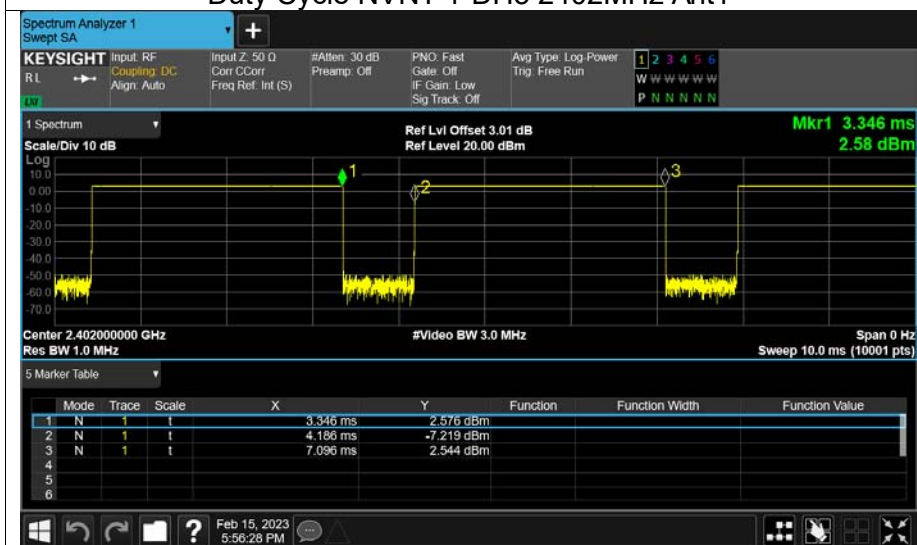 Duty Cycle NVNT 1-DH5 2402MHz Ant1
Spectrum Analyzer 1
Swept SA
+
KEYSIGHT
RL
LXI
Input: RF
Coupling: DC
Align: Auto
Input Z: 50 Ω
Corr CCorr
Freq Ref: Int (S)
#Atten: 30 dB
Preamp: Off
PNO: Fast
Gate: Off
IF Gain: Low
Sig Track: Off
Avg Type: Log-Power
Trig: Free Run
1 2 3 4 5 6
W W W W W W
P N N N N N
1 Spectrum
Scale/Div 10 dB
Ref Lvl Offset 3.01 dB
Ref Level 20.00 dBm
Mkr1 3.346 ms
2.58 dBm
Log
10.0
0.00
-10.0
-20.0
-30.0
-40.0
-50.0
-60.0
-70.0
1
2
3
Center 2.402000000 GHz
Res BW 1.0 MHz
#Video BW 3.0 MHz
Span 0 Hz
Sweep 10.0 ms (10001 pts)
5 Marker Table
Mode Trace Scale X Y Function Function Width Function Value
1 N 1 t 3.346 ms 2.576 dBm
2 N 1 t 4.186 ms -7.219 dBm
3 N 1 t 7.096 ms 2.544 dBm
4
5
6
?
Feb 15, 2023
5:56:28 PM